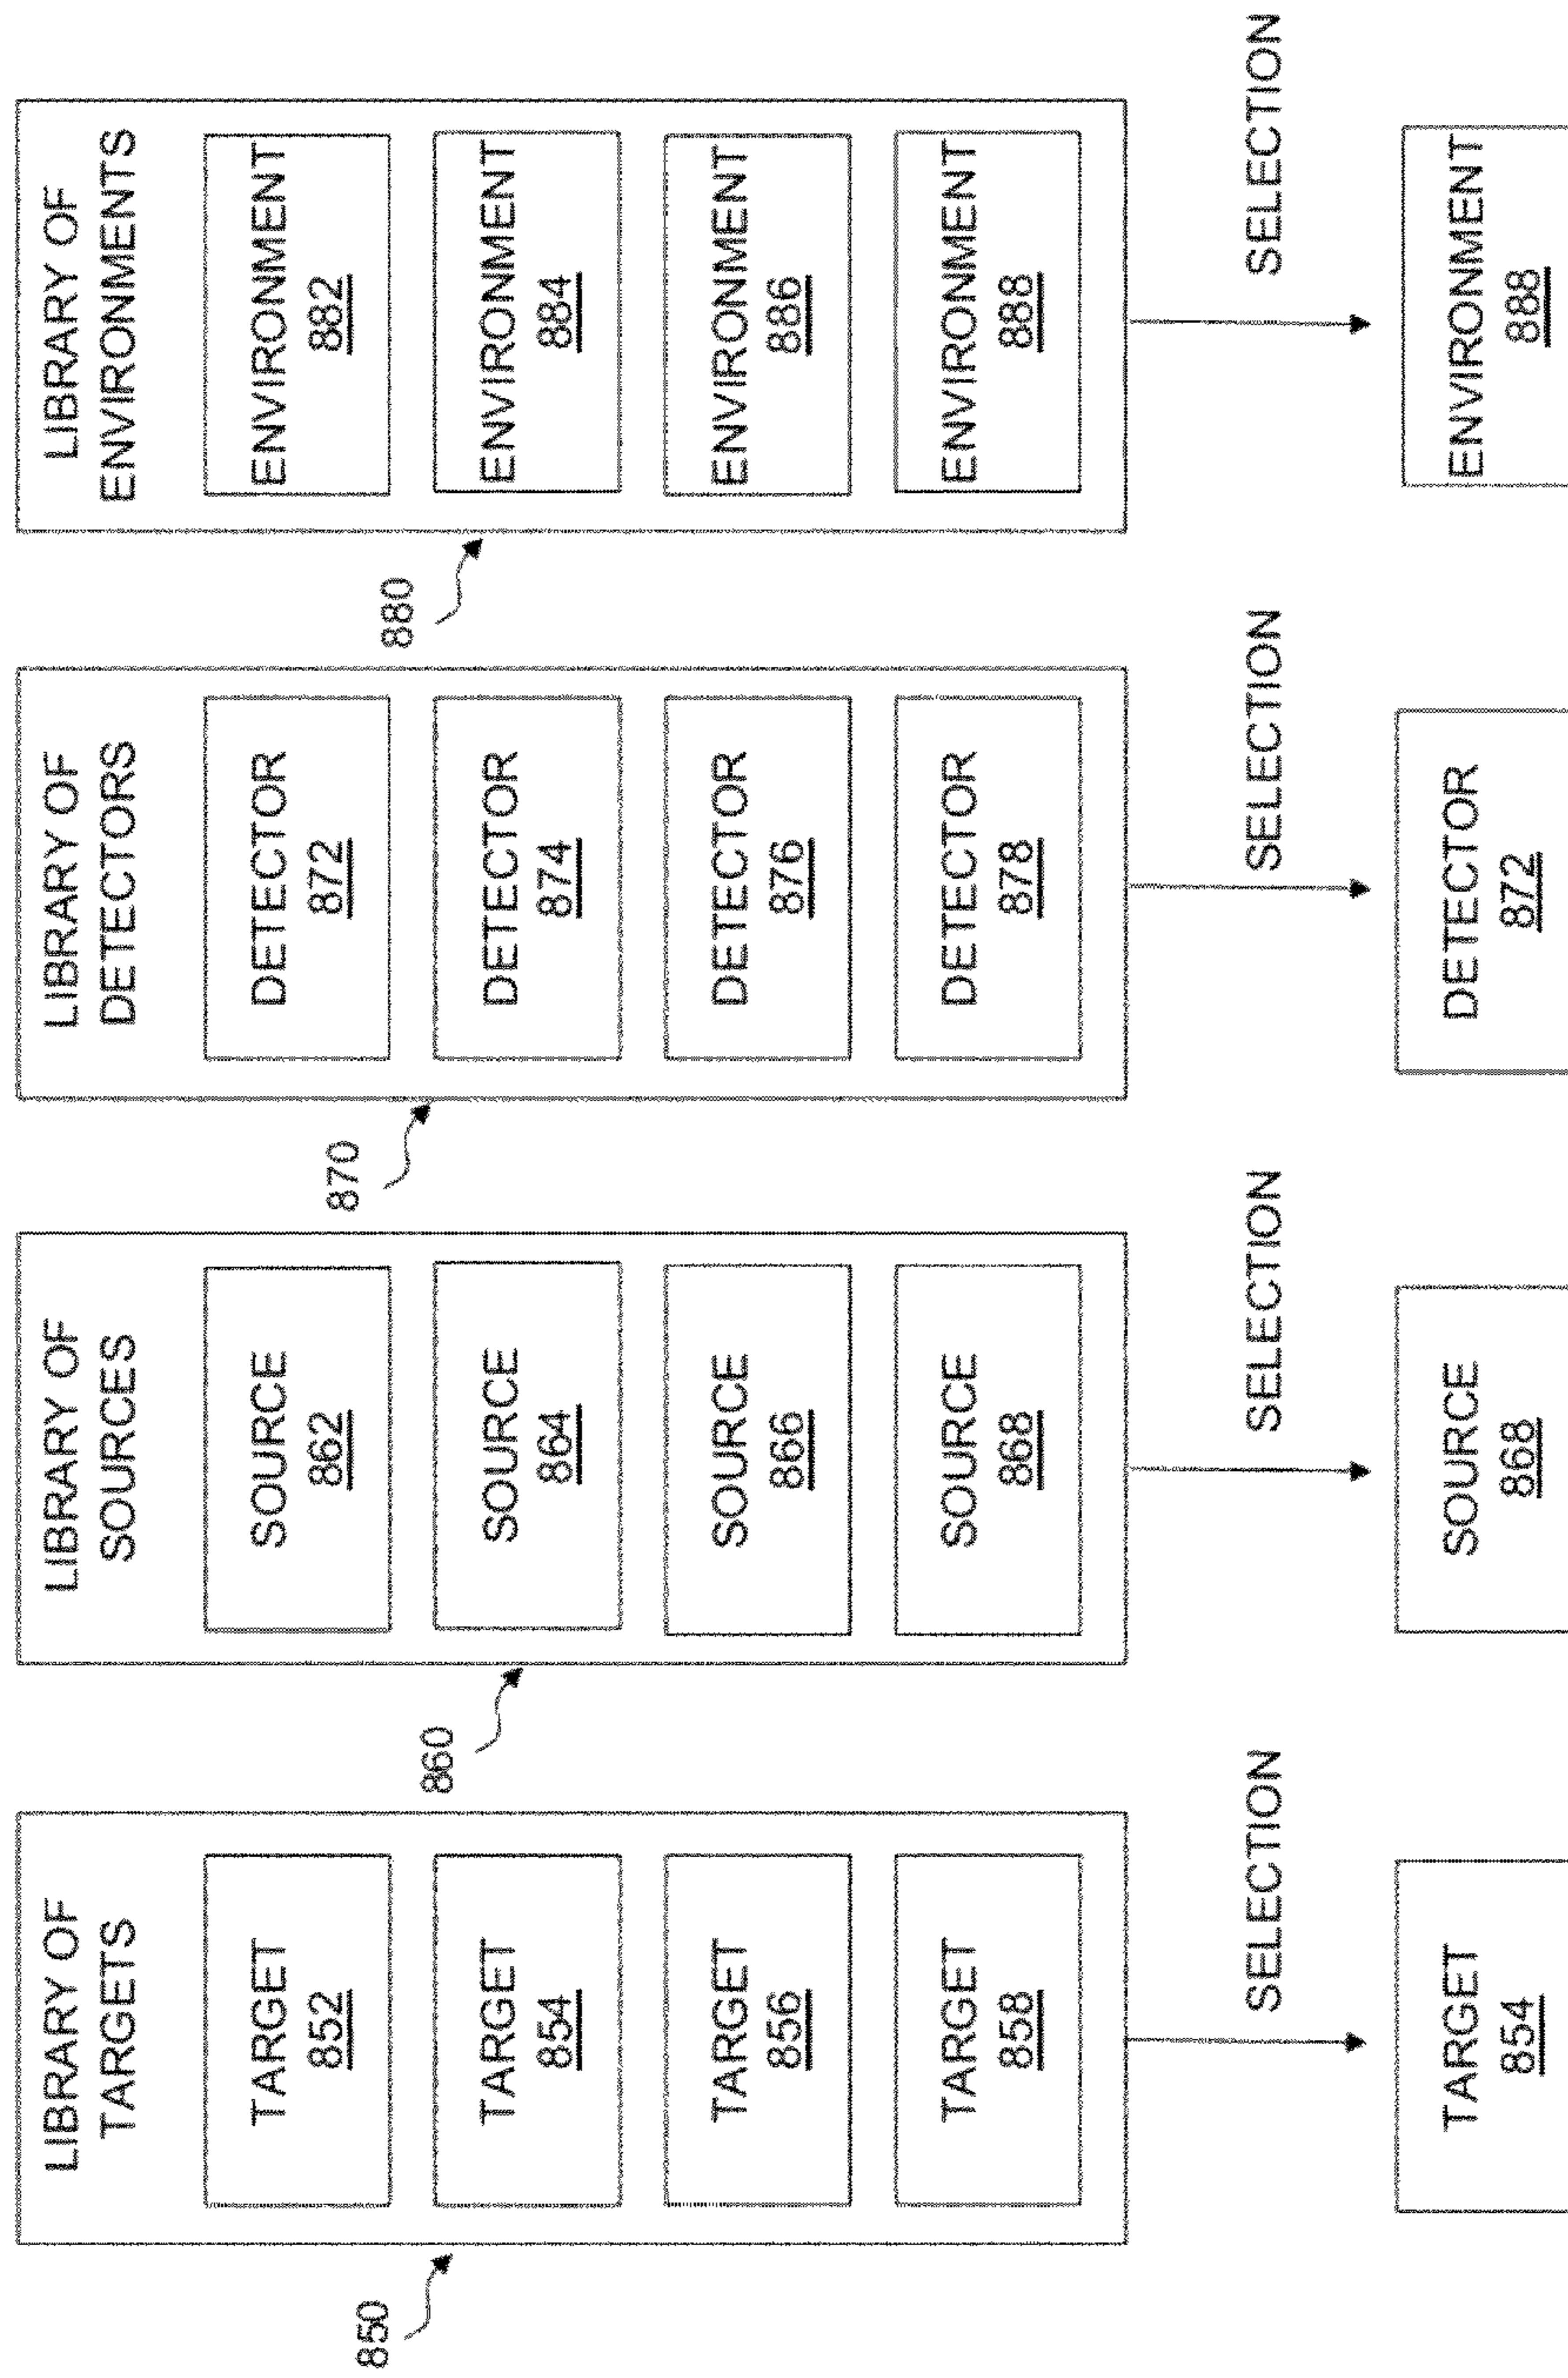 LIBRARY OF
TARGETS
TARGET
852
TARGET
854
TARGET
856
TARGET
858
850
SELECTION
TARGET
854
LIBRARY OF
SOURCES
SOURCE
862
SOURCE
864
SOURCE
866
SOURCE
868
860
SELECTION
SOURCE
868
LIBRARY OF
DETECTORS
DETECTOR
872
DETECTOR
874
DETECTOR
876
DETECTOR
878
870
SELECTION
DETECTOR
872
LIBRARY OF
ENVIRONMENTS
ENVIRONMENT
882
ENVIRONMENT
884
ENVIRONMENT
886
ENVIRONMENT
888
880
SELECTION
ENVIRONMENT
888